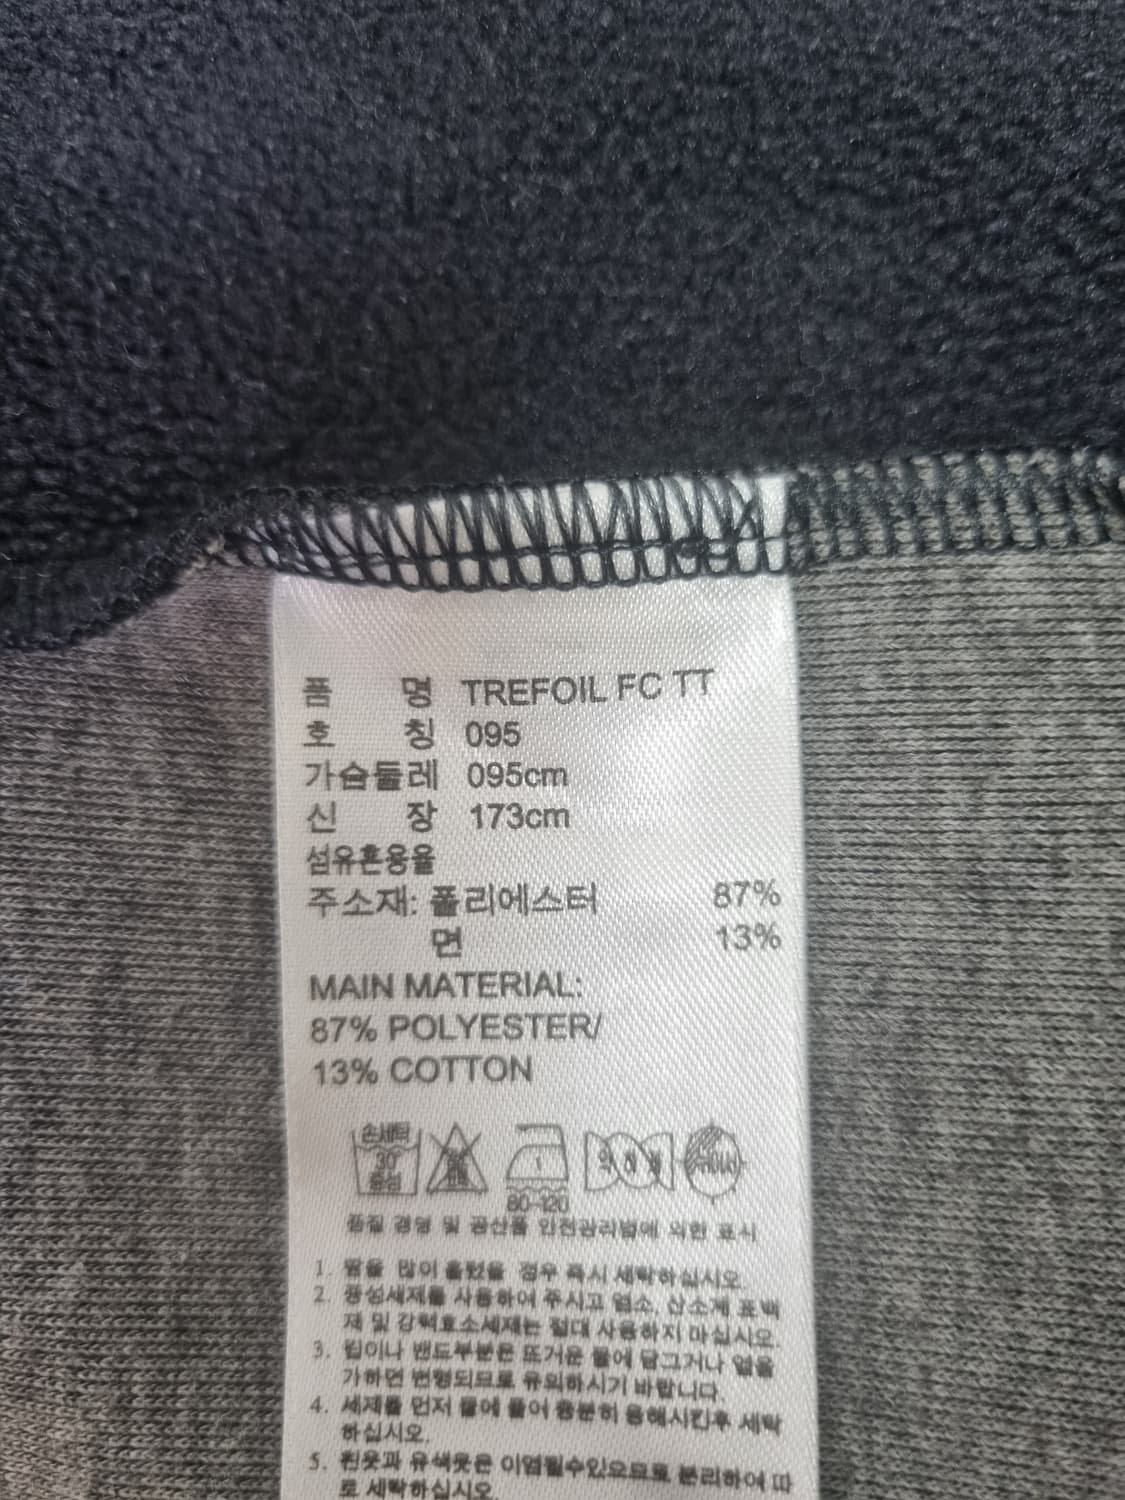 품 명 TREFOIL FC TT
호 칭 095
가슴둘레 095cm
신 장 173cm
섬유혼용율
주소재: 폴리에스터 87%
면 13%
MAIN MATERIAL:
87% POLYESTER/
13% COTTON
손세탁
30
중성
1
80~120
품질 경영 및 공산품 안전관리법에 의한 표시
1. 땀을 많이 흘렸을 경우 즉시 세탁하십시오.
2. 중성세제를 사용하여 주시고 염소, 산소계 표백
제 및 강력효소세제는 절대 사용하지 마십시오.
3. 립이나 밴드부분은 뜨거운 물에 담그거나 열을
가하면 변형되므로 유의하시기 바랍니다.
4. 세제를 먼저 물에 풀어 충분히 용해시킨후 세탁
하십시오.
5. 흰옷과 유색옷은 이염될수있으므로 분리하여 따
로 세탁하십시오.